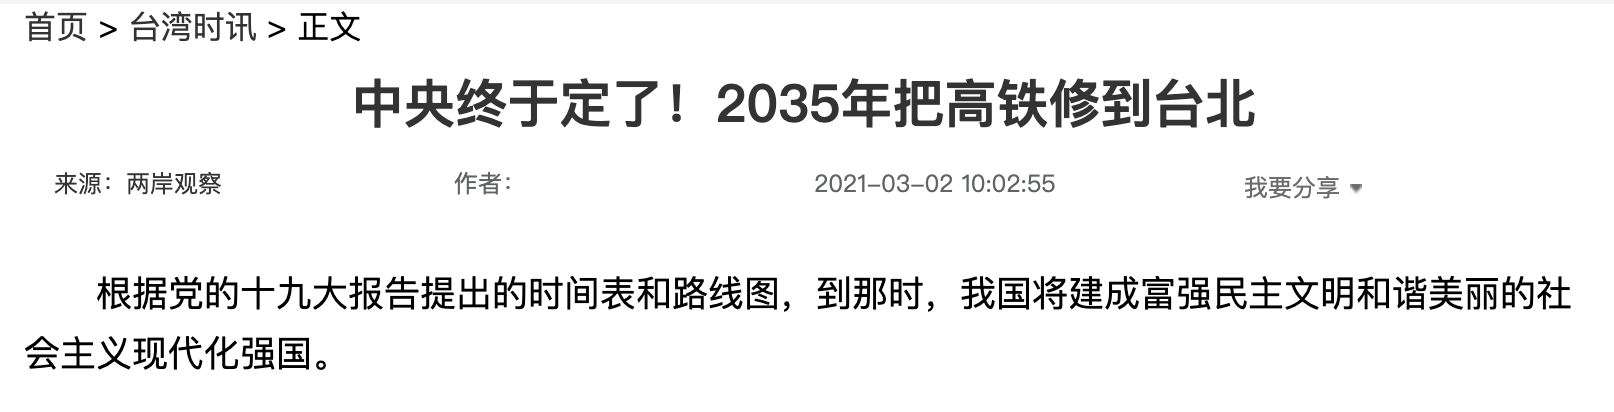 首页 > 台湾时讯 > 正文
中央终于定了！2035年把高铁修到台北
来源：两岸观察 作者： 2021-03-02 10:02:55 我要分享
根据党的十九大报告提出的时间表和路线图，到那时，我国将建成富强民主文明和谐美丽的社
会主义现代化强国。